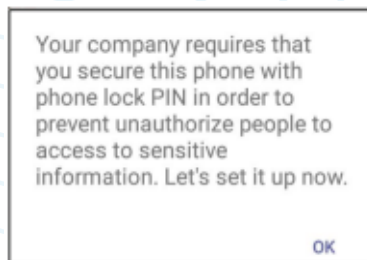 Your company requires that
you secure this phone with
phone lock PIN in order to
prevent unauthorize people to
access to sensitive
information. Let's set it up now.
OK